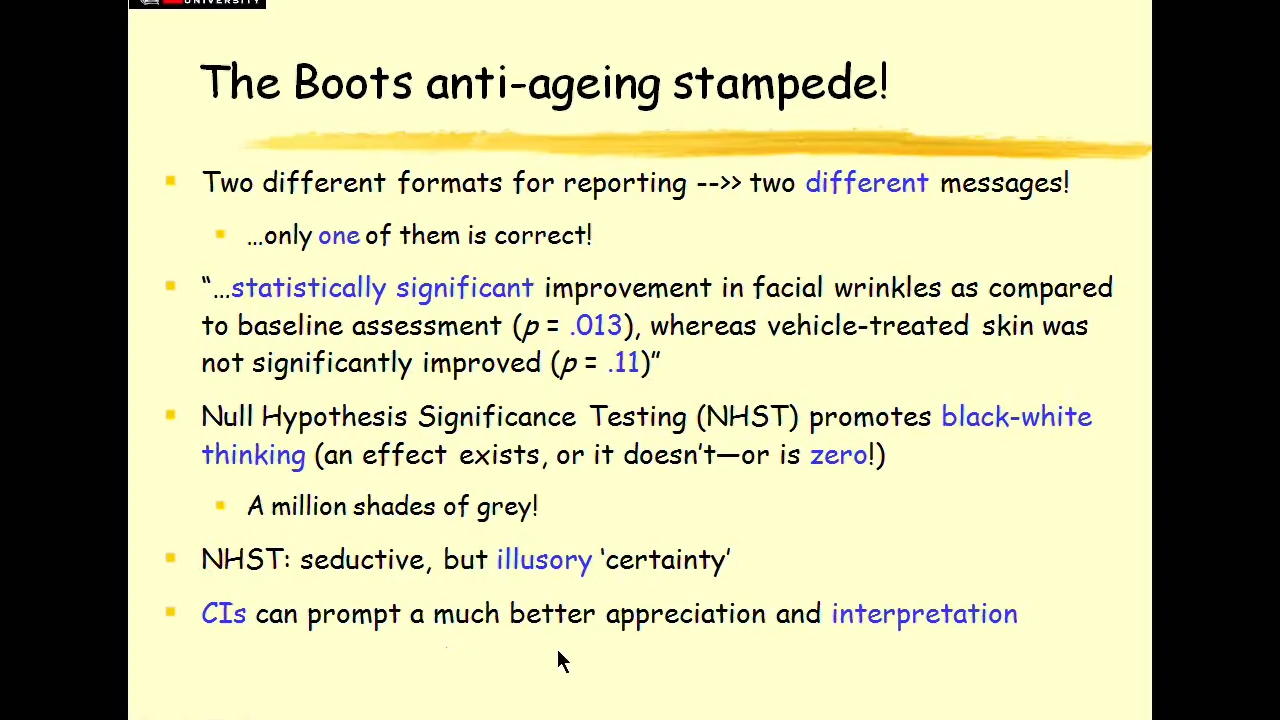 UNIVERSITY
The Boots anti-ageing stampede!
Two different formats for reporting -->> two different messages!
…only one of them is correct!
“…statistically significant improvement in facial wrinkles as compared
to baseline assessment (p = .013), whereas vehicle-treated skin was
not significantly improved (p = .11)”
Null Hypothesis Significance Testing (NHST) promotes black-white
thinking (an effect exists, or it doesn’t—or is zero!)
A million shades of grey!
NHST: seductive, but illusory ‘certainty’
CIs can prompt a much better appreciation and interpretation